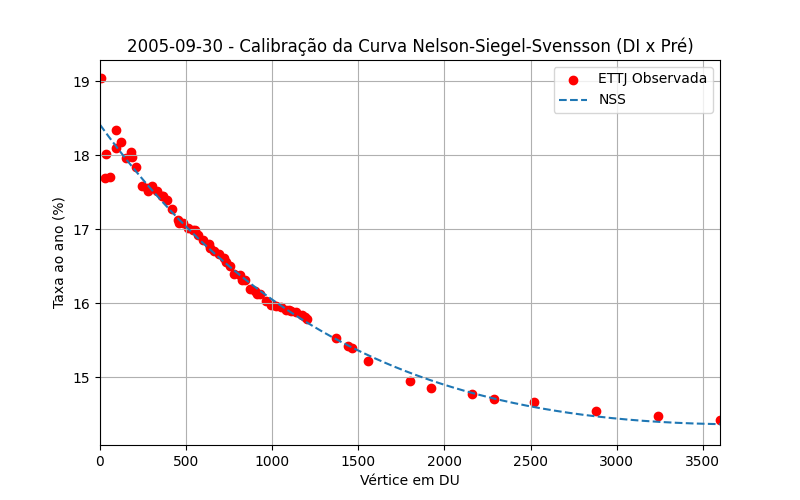 2005-09-30 - Calibração da Curva Nelson-Siegel-Svensson (DI x Pré)
ETTJ Observada
NSS
Taxa ao ano (%)
19
18
17
16
15
0 500 1000 1500 2000 2500 3000 3500
Vértice em DU